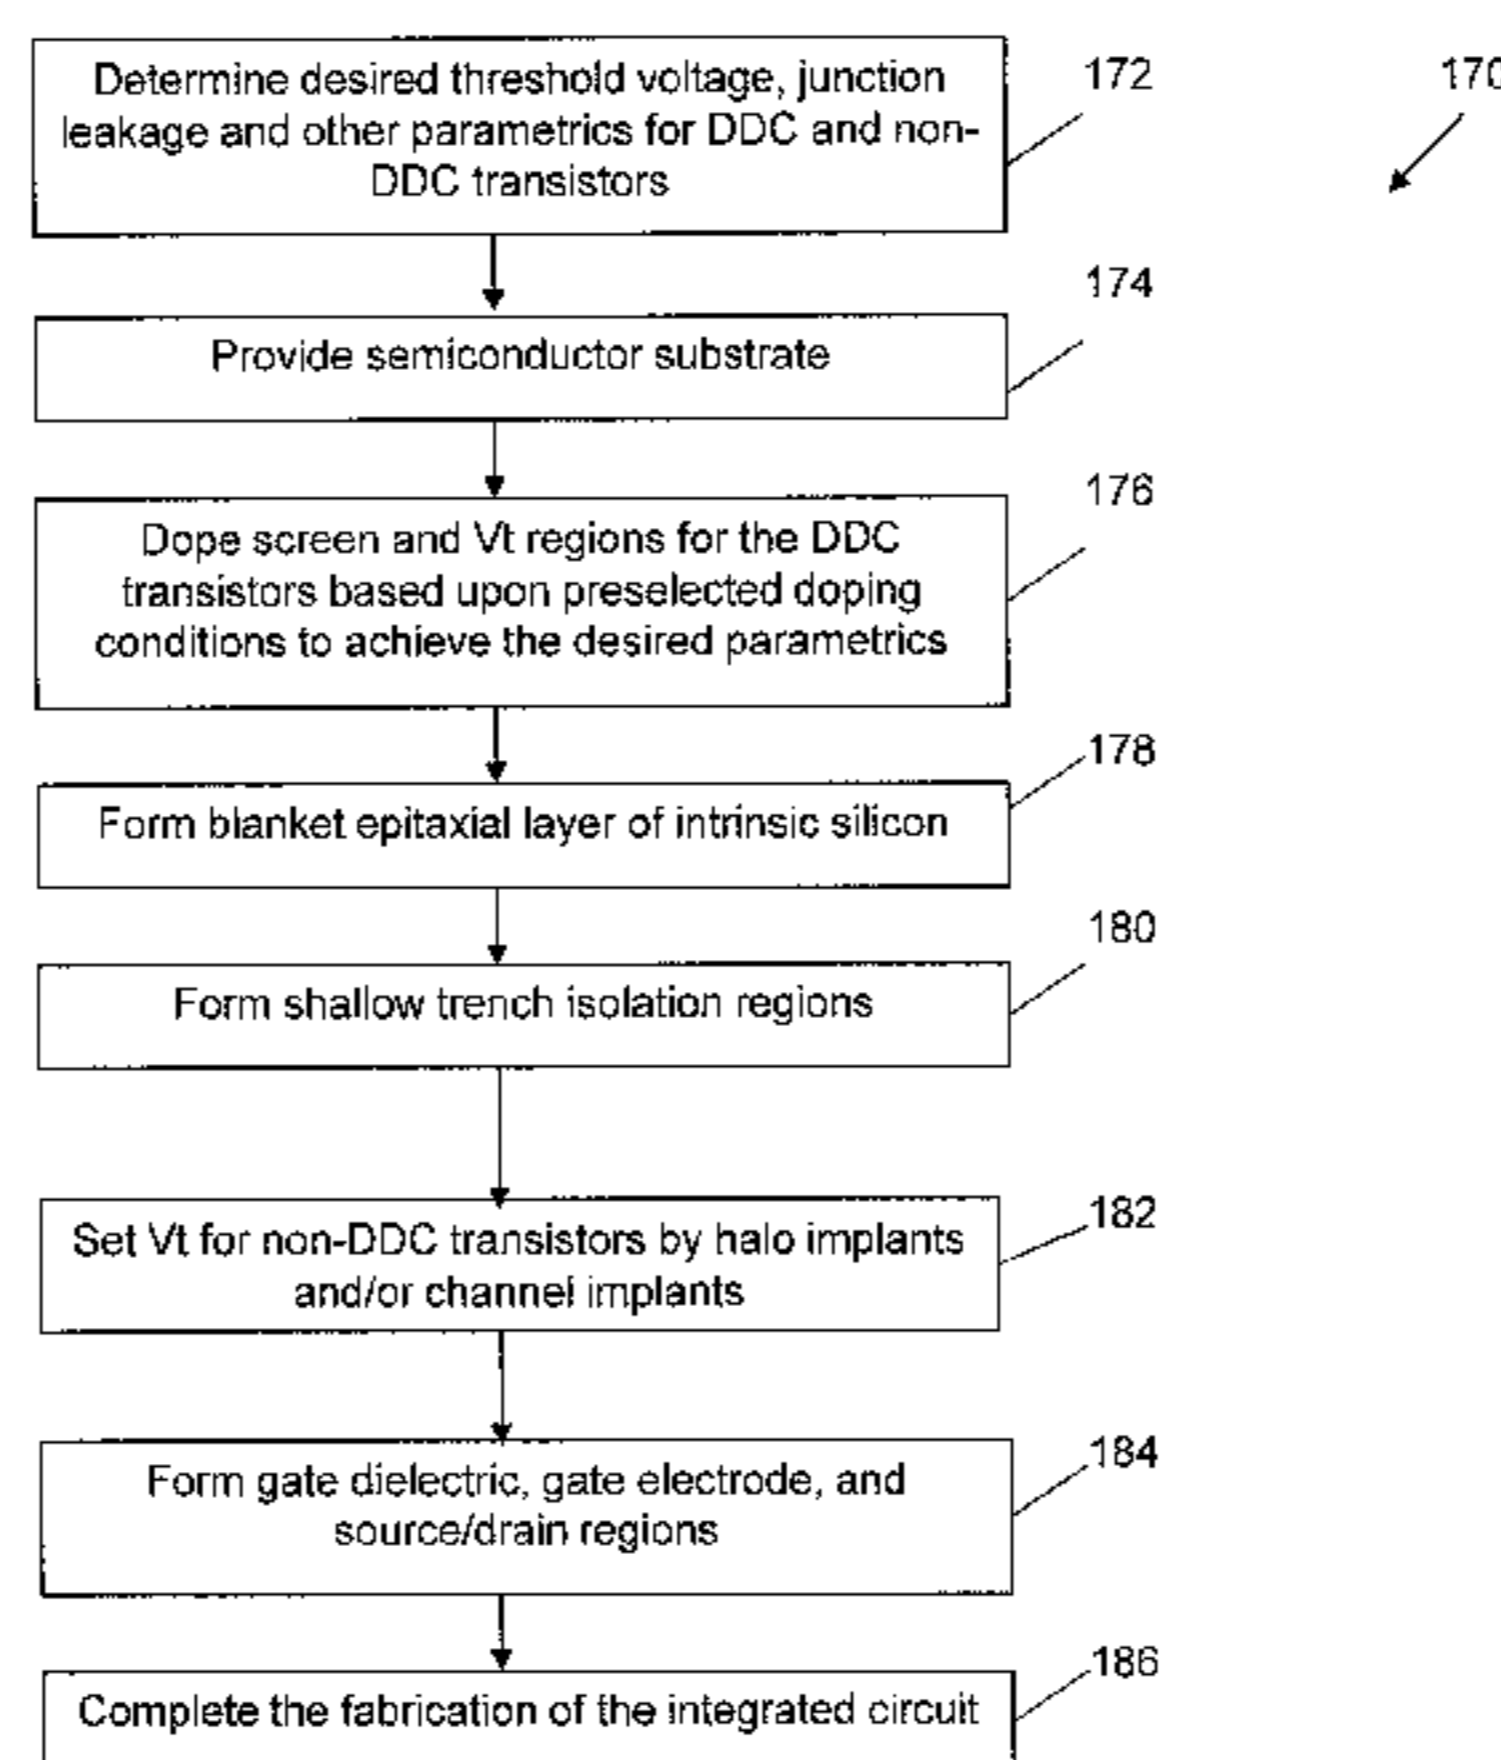 Determine desired threshold voltage, junction
leakage and other parametrics for DDC and non-
DDC transistors
172
170
Provide semiconductor substrate
174
Dope screen and Vt regions for the DDC
transistors based upon preselected doping
conditions to achieve the desired parametrics
176
Form blanket epitaxial layer of intrinsic silicon
178
Form shallow trench isolation regions
180
Set Vt for non-DDC transistors by halo implants
and/or channel implants
182
Form gate dielectric, gate electrode, and
source/drain regions
184
Complete the fabrication of the integrated circuit
186